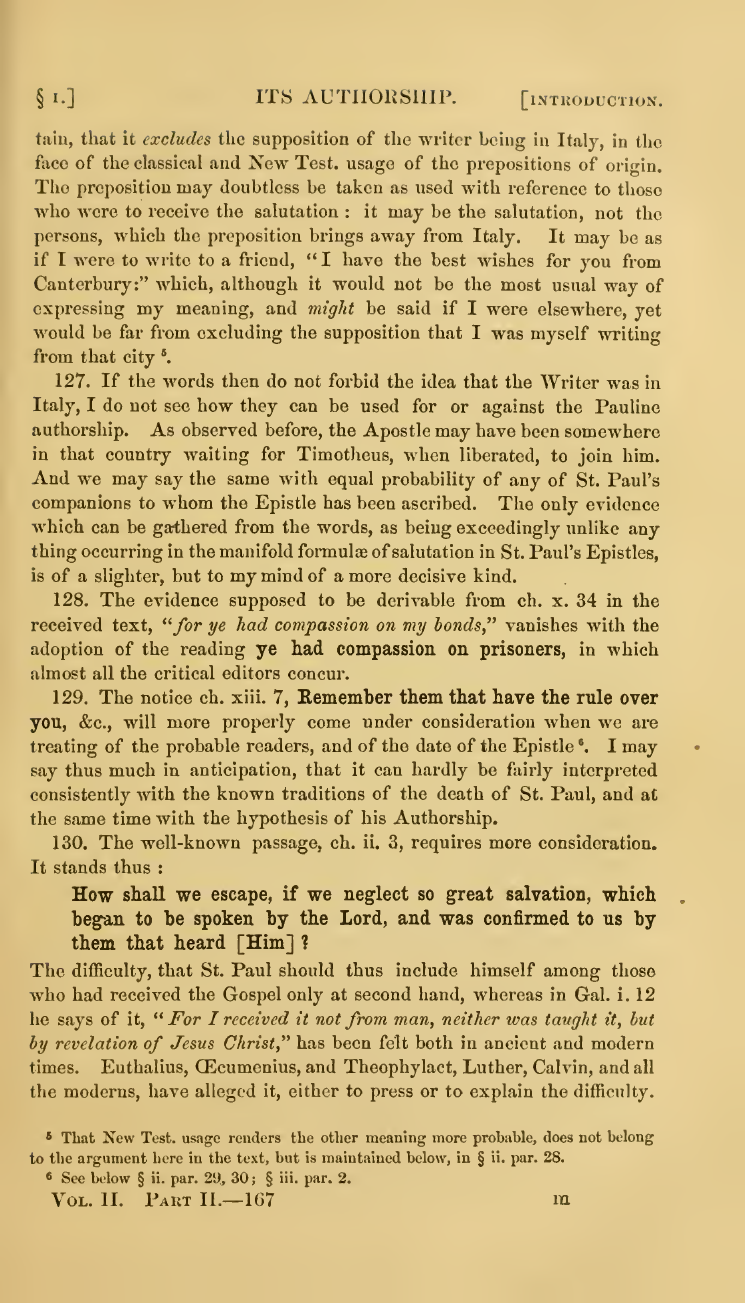 § I.] ITS AUTHORSHIP. [INTRODUCTION.
tain, that it excludes the supposition of the writer being in Italy, in the
face of the classical and New Test. usage of the prepositions of origin.
The preposition may doubtless be taken as used with reference to those
who were to receive the salutation : it may be the salutation, not the
persons, which the preposition brings away from Italy. It may be as
if I were to write to a friend, “I have the best wishes for you from
Canterbury:” which, although it would not be the most usual way of
expressing my meaning, and might be said if I were elsewhere, yet
would be far from excluding the supposition that I was myself writing
from that city ⁵.
127. If the words then do not forbid the idea that the Writer was in
Italy, I do not see how they can be used for or against the Pauline
authorship. As observed before, the Apostle may have been somewhere
in that country waiting for Timotheus, when liberated, to join him.
And we may say the same with equal probability of any of St. Paul’s
companions to whom the Epistle has been ascribed. The only evidence
which can be gathered from the words, as being exceedingly unlike any
thing occurring in the manifold formulæ of salutation in St. Paul’s Epistles,
is of a slighter, but to my mind of a more decisive kind.
128. The evidence supposed to be derivable from ch. x. 34 in the
received text, “for ye had compassion on my bonds,” vanishes with the
adoption of the reading ye had compassion on prisoners, in which
almost all the critical editors concur.
129. The notice ch. xiii. 7, Remember them that have the rule over
you, &c., will more properly come under consideration when we are
treating of the probable readers, and of the date of the Epistle ⁶. I may
say thus much in anticipation, that it can hardly be fairly interpreted
consistently with the known traditions of the death of St. Paul, and at
the same time with the hypothesis of his Authorship.
130. The well-known passage, ch. ii. 3, requires more consideration.
It stands thus :
How shall we escape, if we neglect so great salvation, which
began to be spoken by the Lord, and was confirmed to us by
them that heard [Him] ?
The difficulty, that St. Paul should thus include himself among those
who had received the Gospel only at second hand, whereas in Gal. i. 12
he says of it, “For I received it not from man, neither was taught it, but
by revelation of Jesus Christ,” has been felt both in ancient and modern
times. Euthalius, Œcumenius, and Theophylact, Luther, Calvin, and all
the moderns, have alleged it, either to press or to explain the difficulty.
⁵ That New Test. usage renders the other meaning more probable, does not belong
to the argument here in the text, but is maintained below, in § ii. par. 28.
⁶ See below § ii. par. 29, 30; § iii. par. 2.
VOL. II. PART II.—167 m